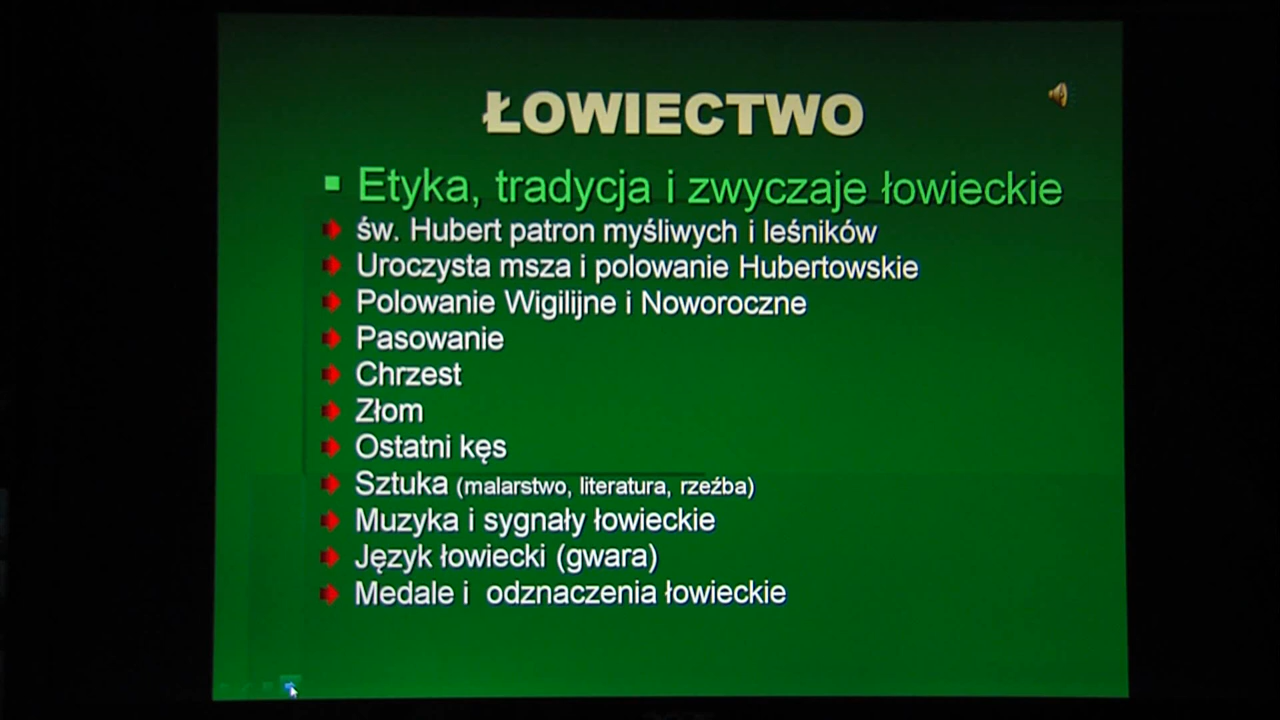 ŁOWIECTWO
Etyka, tradycja i zwyczaje łowieckie
św. Hubert patron myśliwych i leśników
Uroczysta msza i polowanie Hubertowskie
Polowanie Wigilijne i Noworoczne
Pasowanie
Chrzest
Złom
Ostatni kęs
Sztuka (malarstwo, literatura, rzeźba)
Muzyka i sygnały łowieckie
Język łowiecki (gwara)
Medale i odznaczenia łowieckie